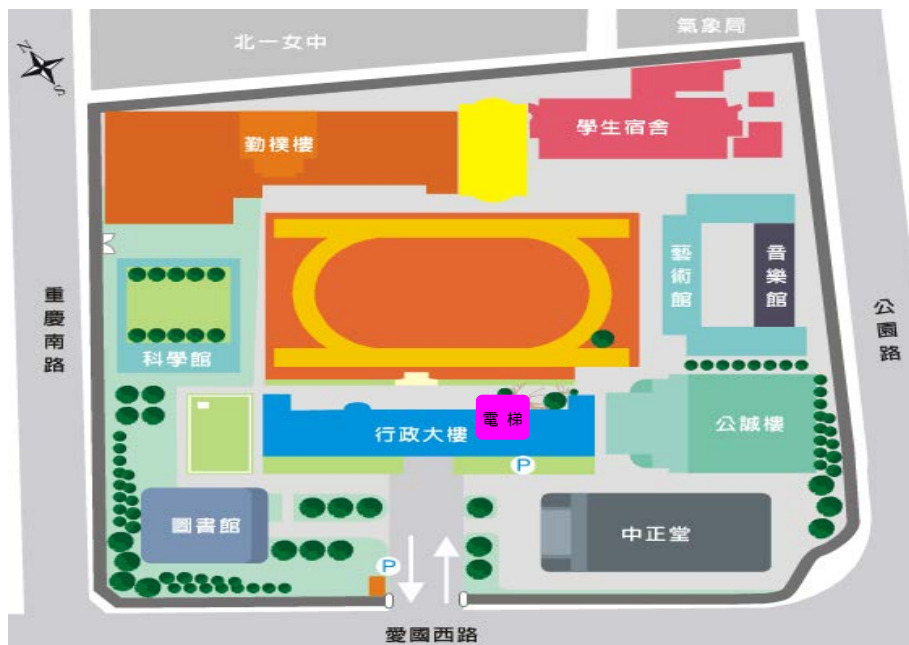 北一女中
氣象局
N
S
勤樸樓
學生宿舍
藝術館
音樂館
重慶南路
公園路
科學館
電梯
行政大樓
公誠樓
P
圖書館
中正堂
P
愛國西路